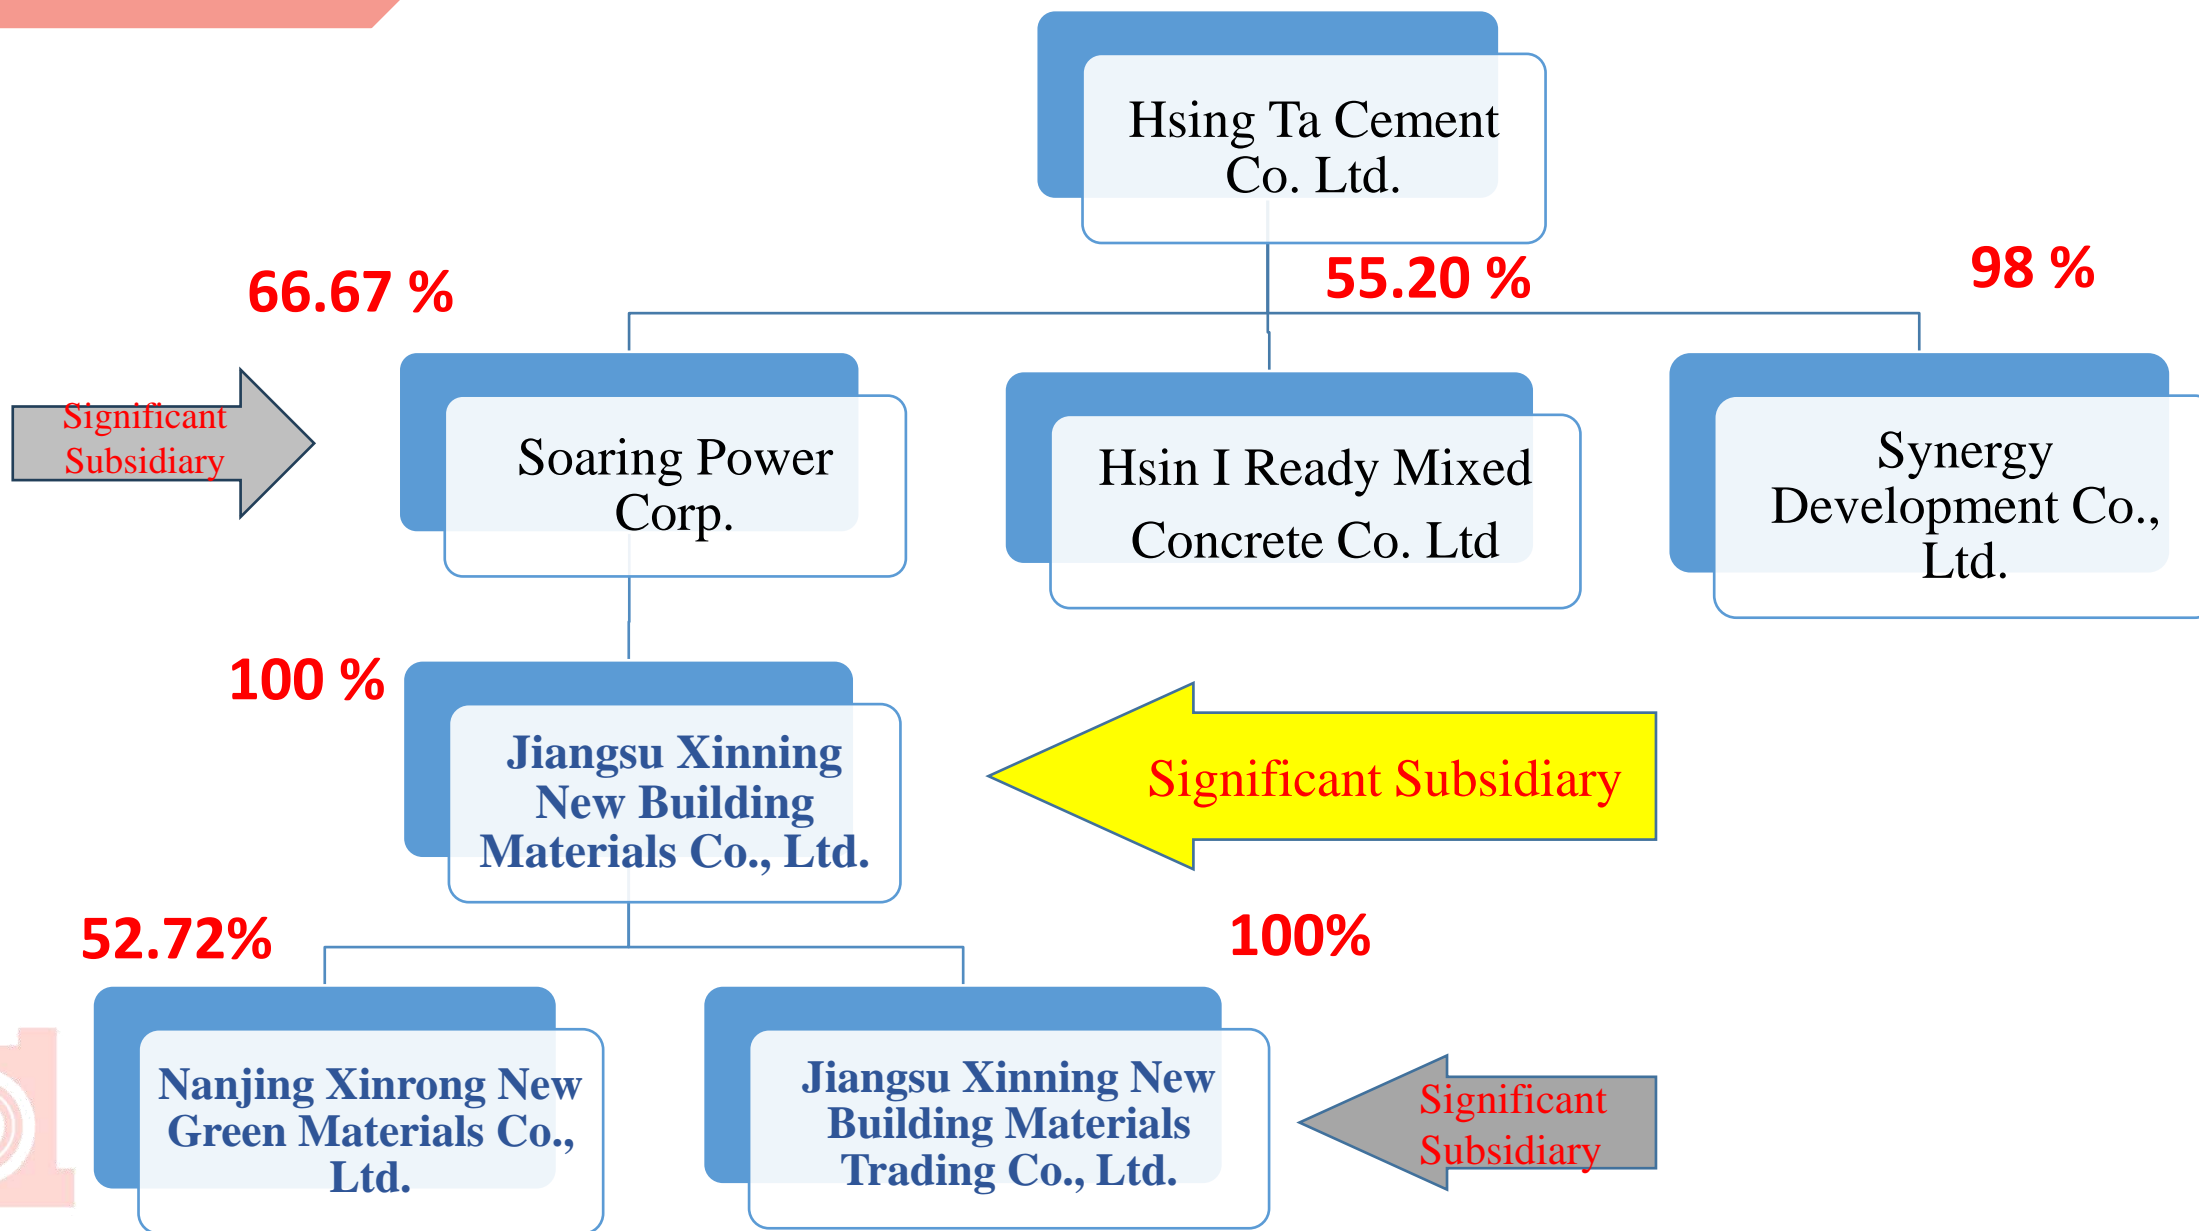 Hsing Ta Cement
Co. Ltd.
66.67 %
55.20 %
98 %
Significant
Subsidiary
Soaring Power
Corp.
Hsin I Ready Mixed
Concrete Co. Ltd
Synergy
Development Co.,
Ltd.
100 %
Jiangsu Xinning
New Building
Materials Co., Ltd.
Significant Subsidiary
52.72%
100%
Nanjing Xinrong New
Green Materials Co.,
Ltd.
Jiangsu Xinning New
Building Materials
Trading Co., Ltd.
Significant
Subsidiary